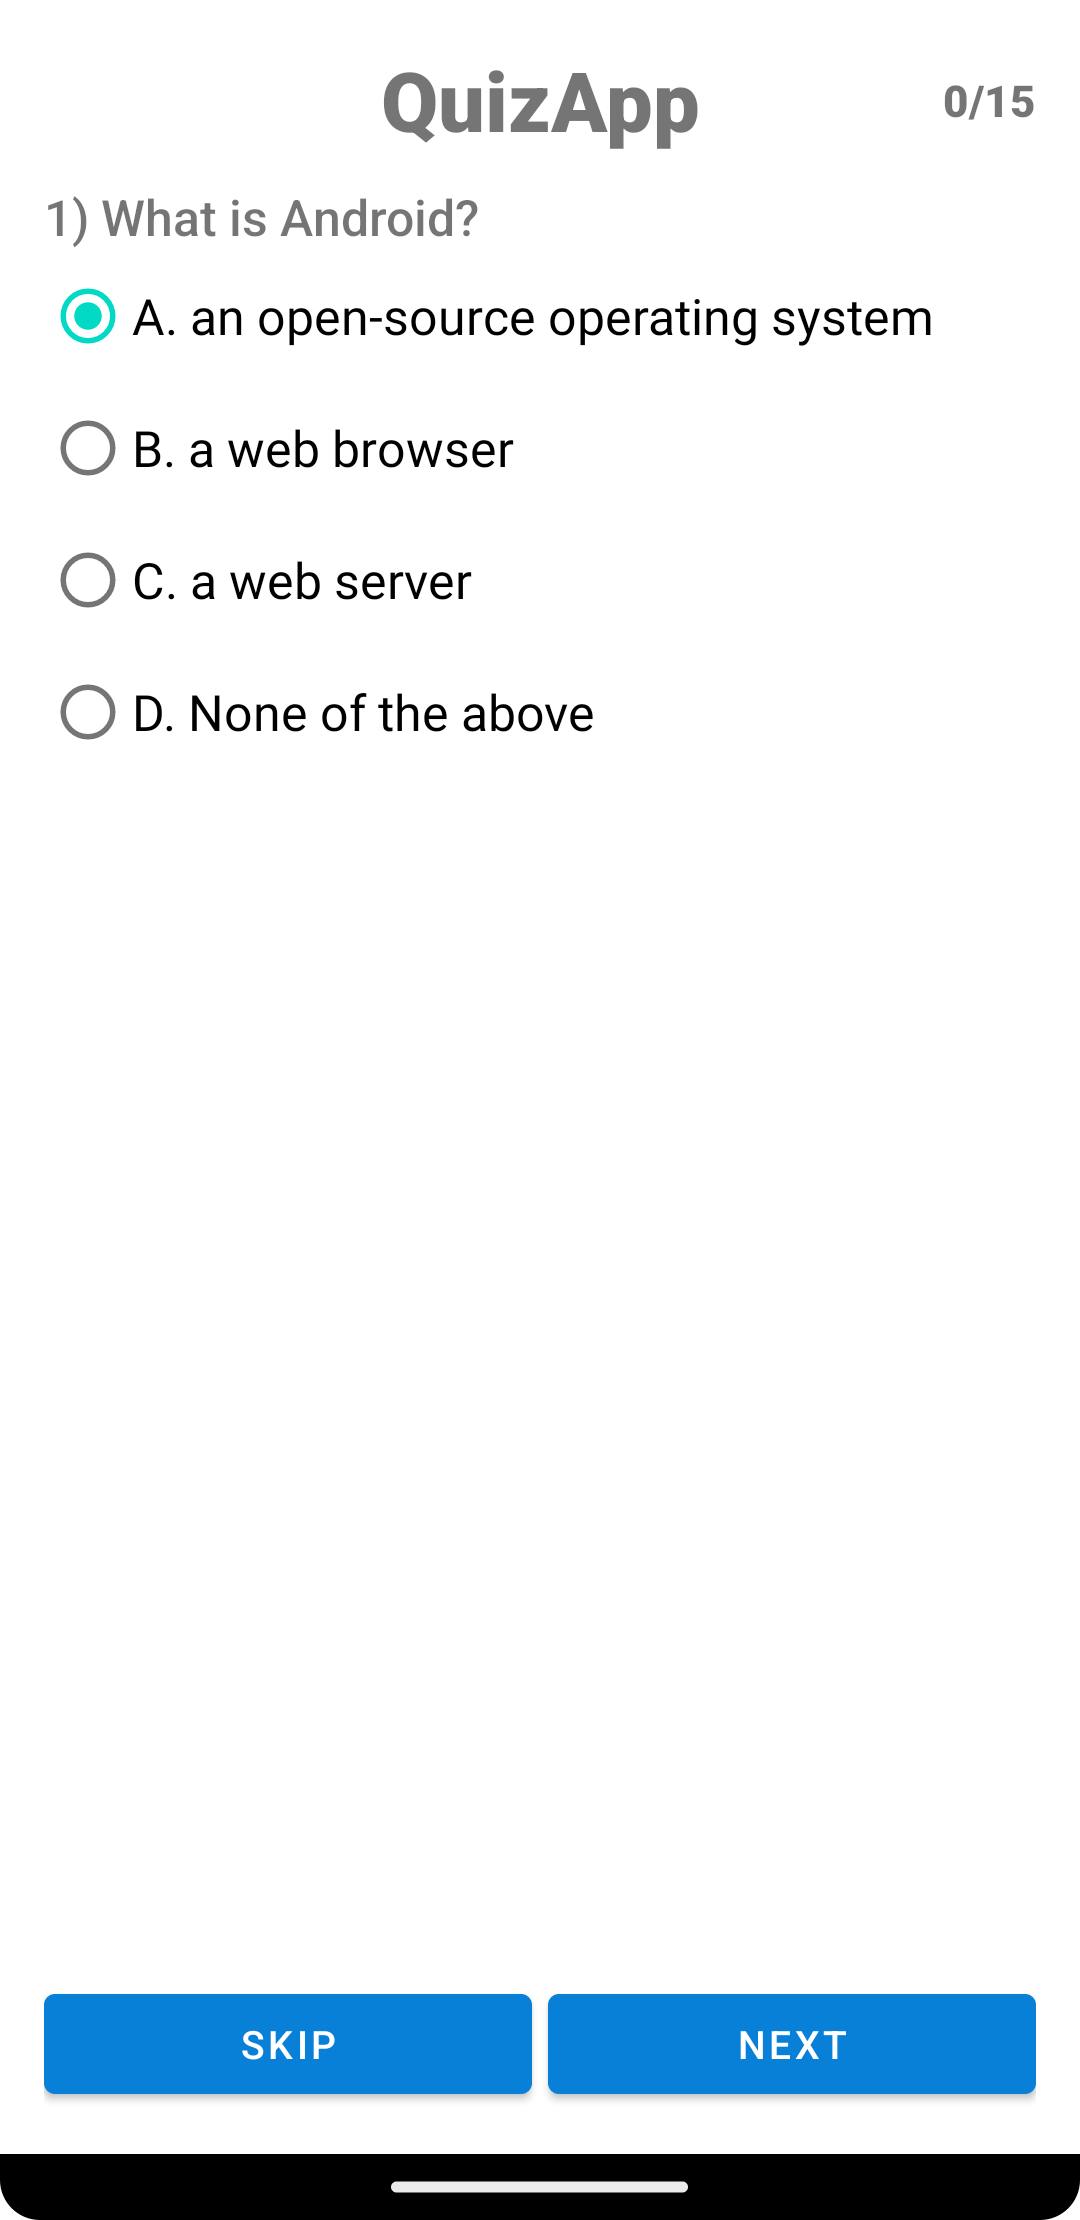 QuizApp
0/15
1) What is Android?
A. an open-source operating system
B. a web browser
C. a web server
D. None of the above
SKIP
NEXT